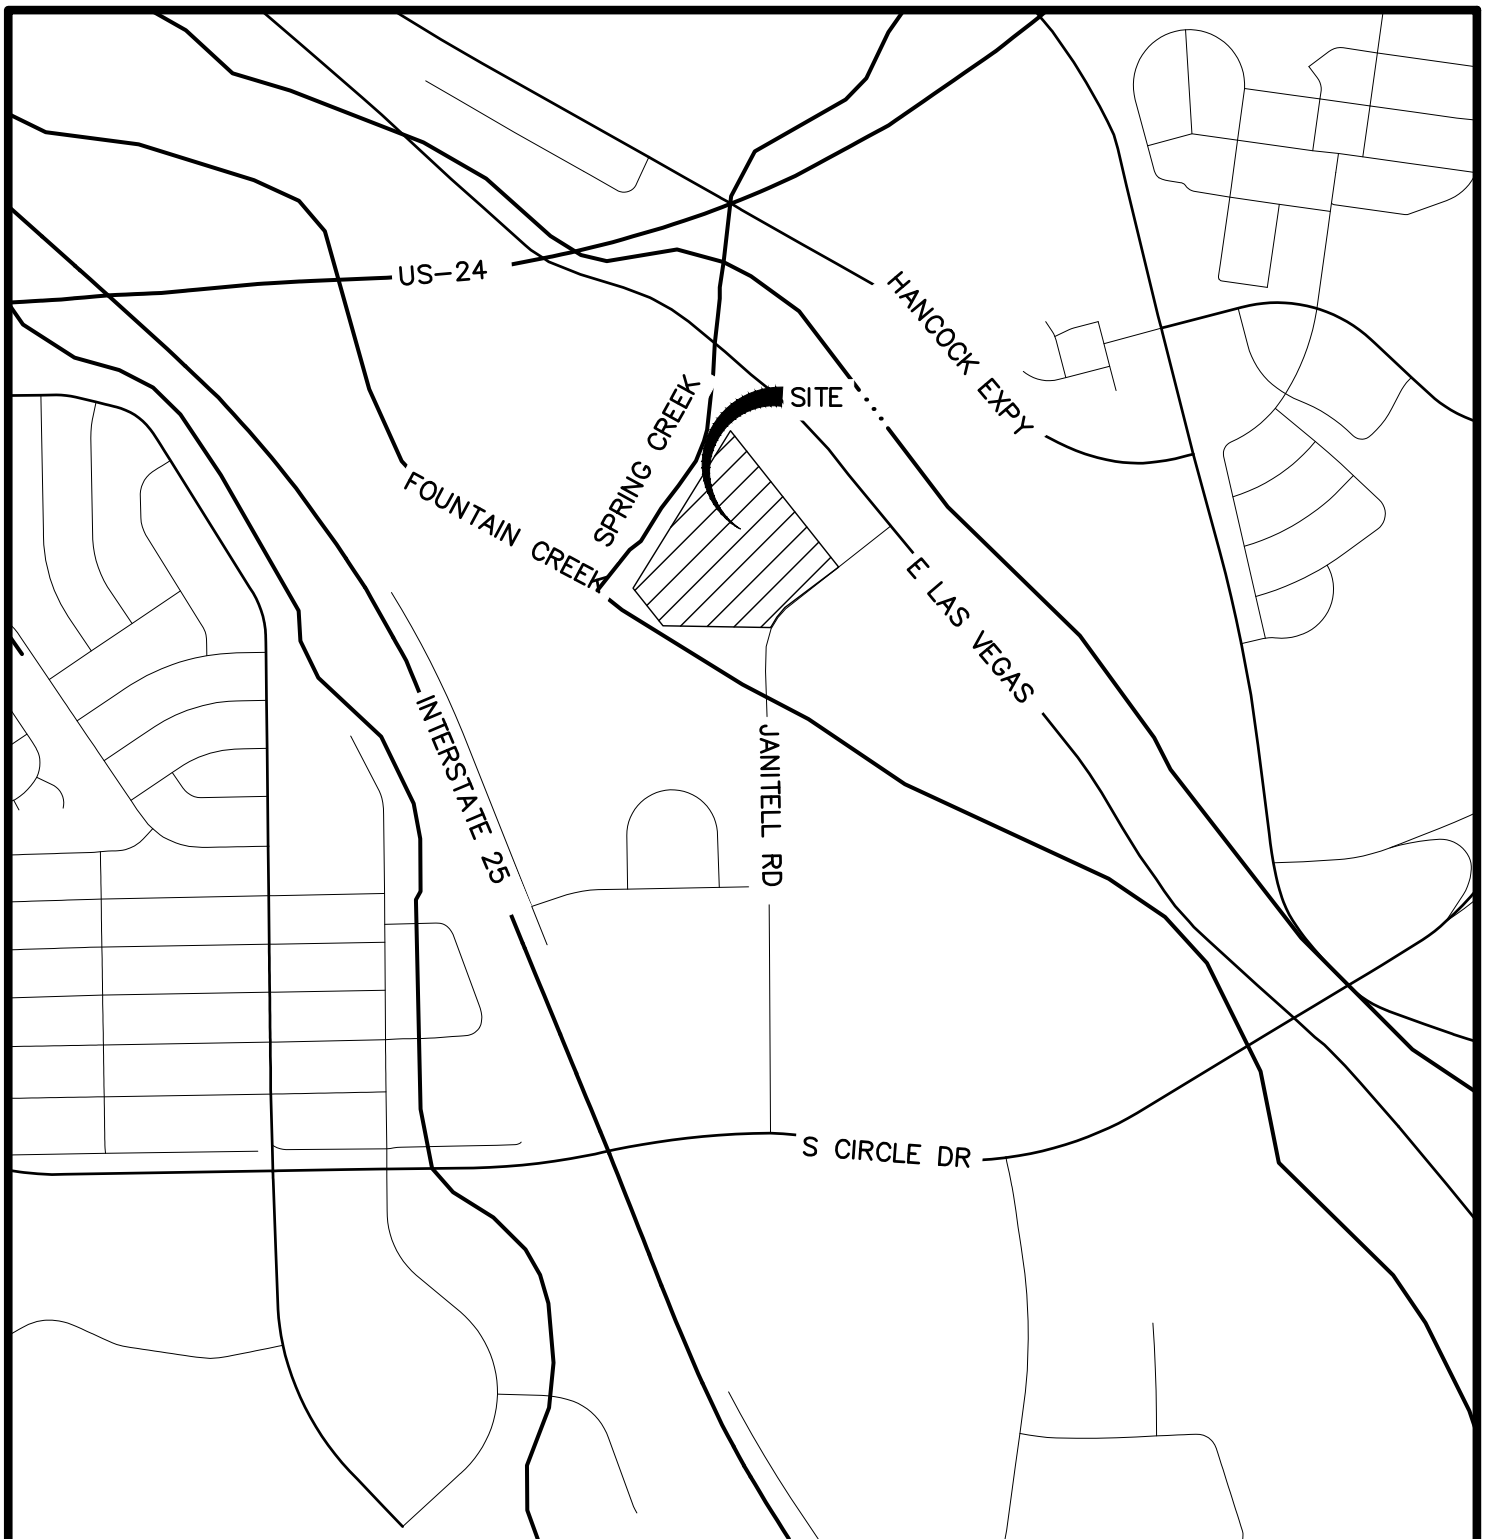 US-24
HANCOCK EXPY
SITE
SPRING CREEK
FOUNTAIN CREEK
E LAS VEGAS
INTERSTATE 25
JANITELL RD
S CIRCLE DR